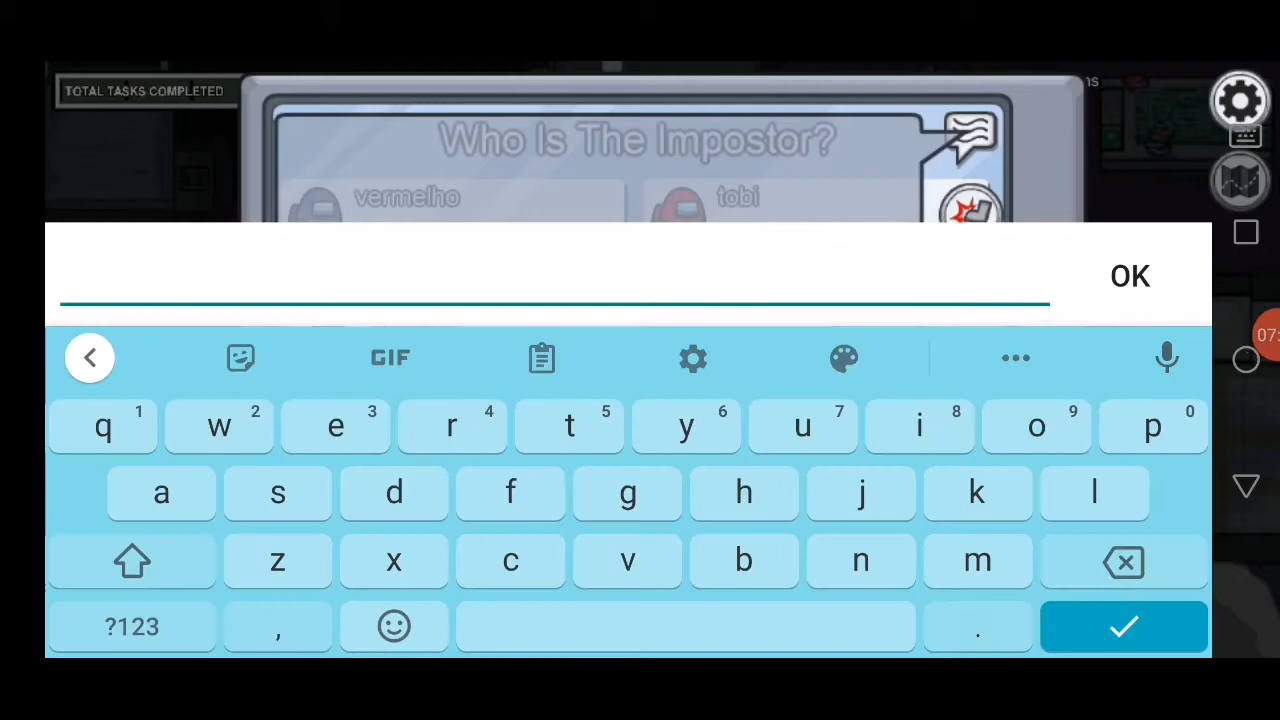 TOTAL TASKS COMPLETED
Who Is The Impostor?
vermelho tobi
OK
07:
GIF
q 1 w 2 e 3 r 4 t 5 y 6 u 7 i 8 o 9 p 0
a s d f g h j k l
z x c v b n m
?123 , .